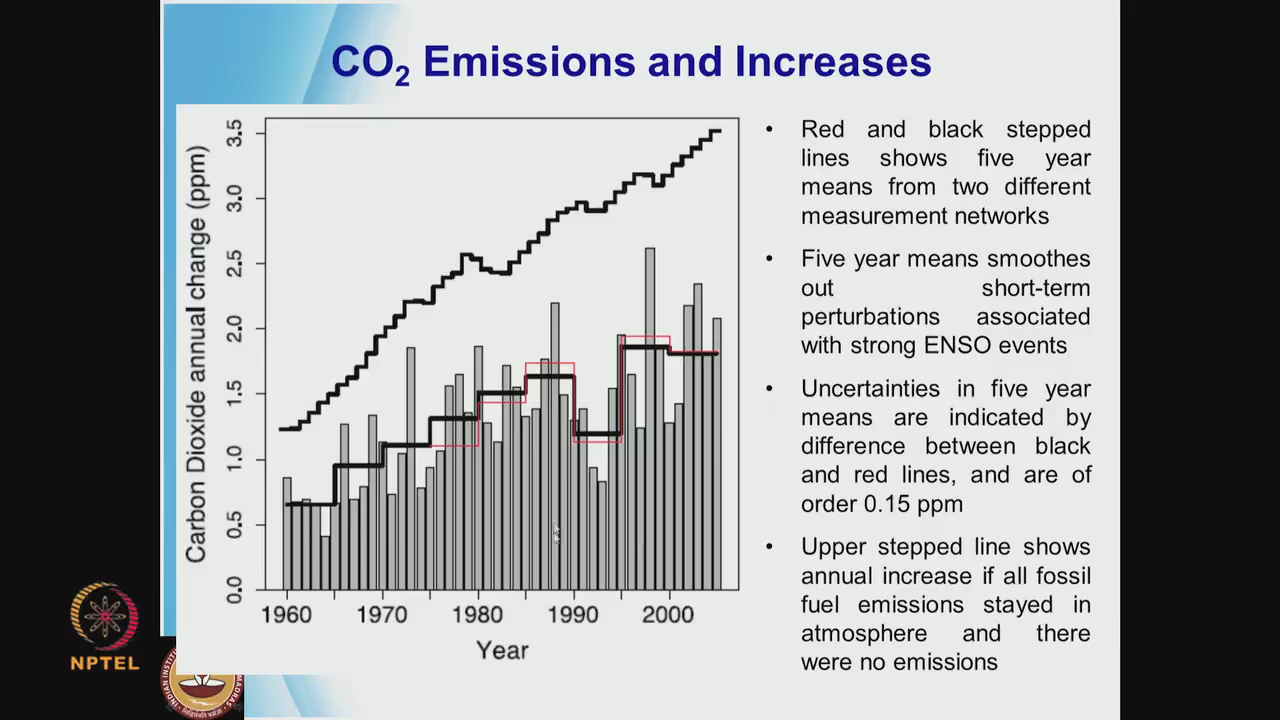 CO2 Emissions and Increases
Carbon Dioxide annual change (ppm)
3.5
3.0
2.5
2.0
1.5
1.0
0.5
0.0
1960 1970 1980 1990 2000
Year
• Red and black stepped
lines shows five year
means from two different
measurement networks
• Five year means smoothes
out short-term
perturbations associated
with strong ENSO events
• Uncertainties in five year
means are indicated by
difference between black
and red lines, and are of
order 0.15 ppm
• Upper stepped line shows
annual increase if all fossil
fuel emissions stayed in
atmosphere and there
were no emissions
NPTEL